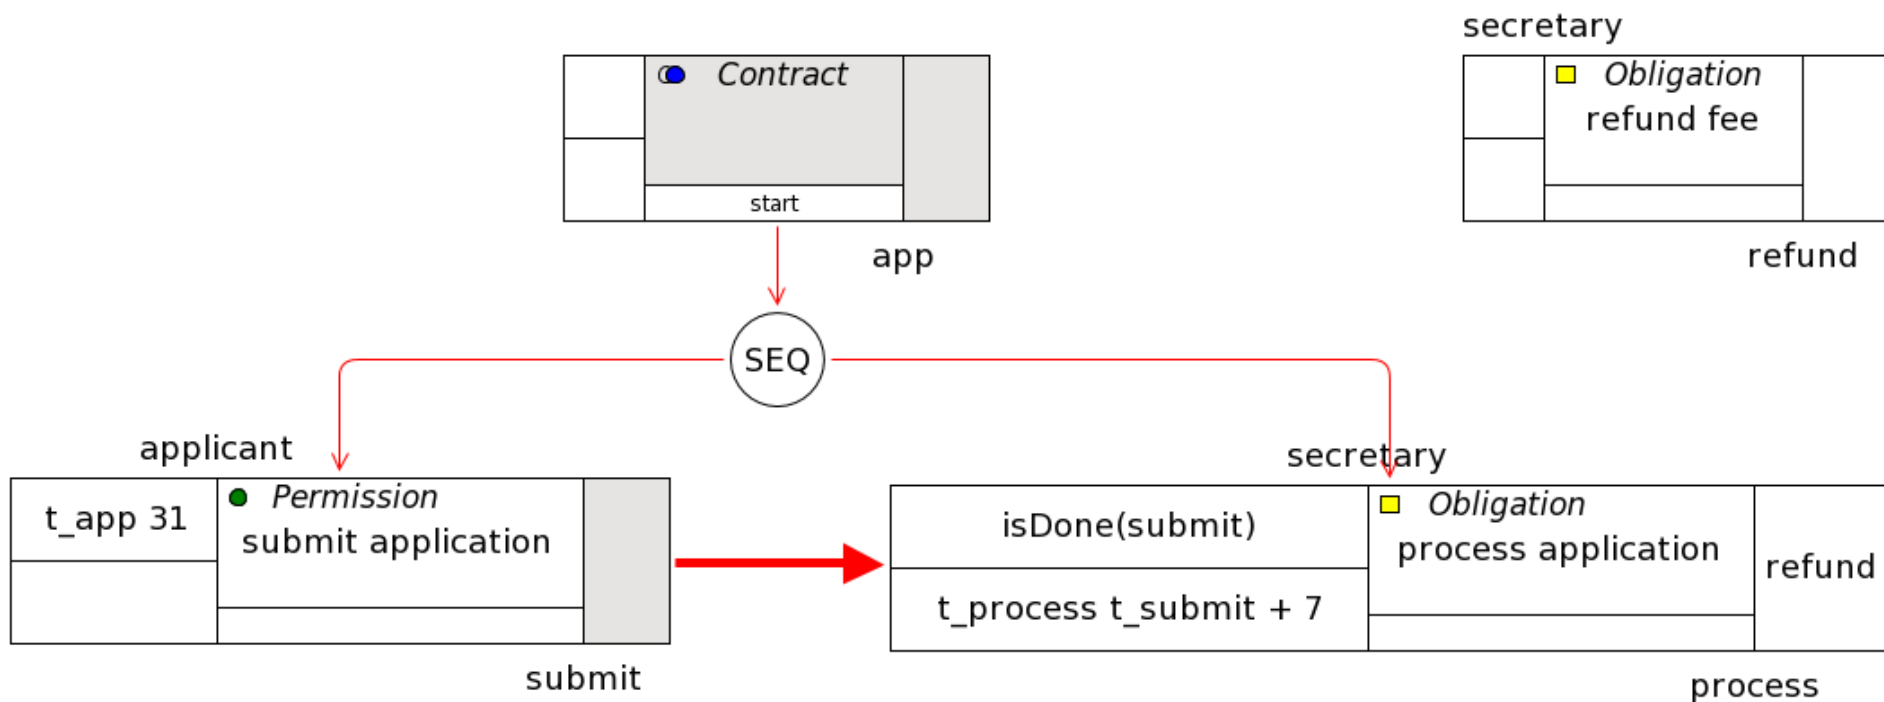 secretary
Contract
Obligation
refund fee
start
app
refund
SEQ
applicant
secretary
t_app 31
Permission
submit application
isDone(submit)
Obligation
process application
refund
t_process t_submit + 7
submit
process